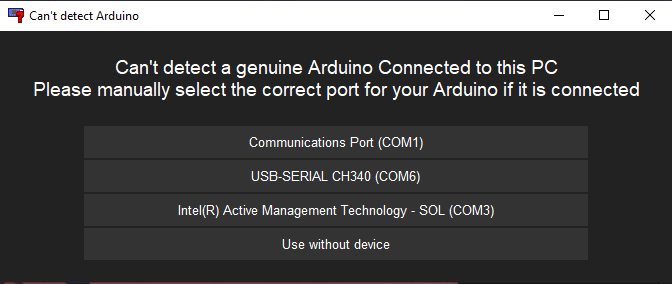 Can't detect Arduino
Can't detect a genuine Arduino Connected to this PC
Please manually select the correct port for your Arduino if it is connected
Communications Port (COM1)
USB-SERIAL CH340 (COM6)
Intel(R) Active Management Technology - SOL (COM3)
Use without device